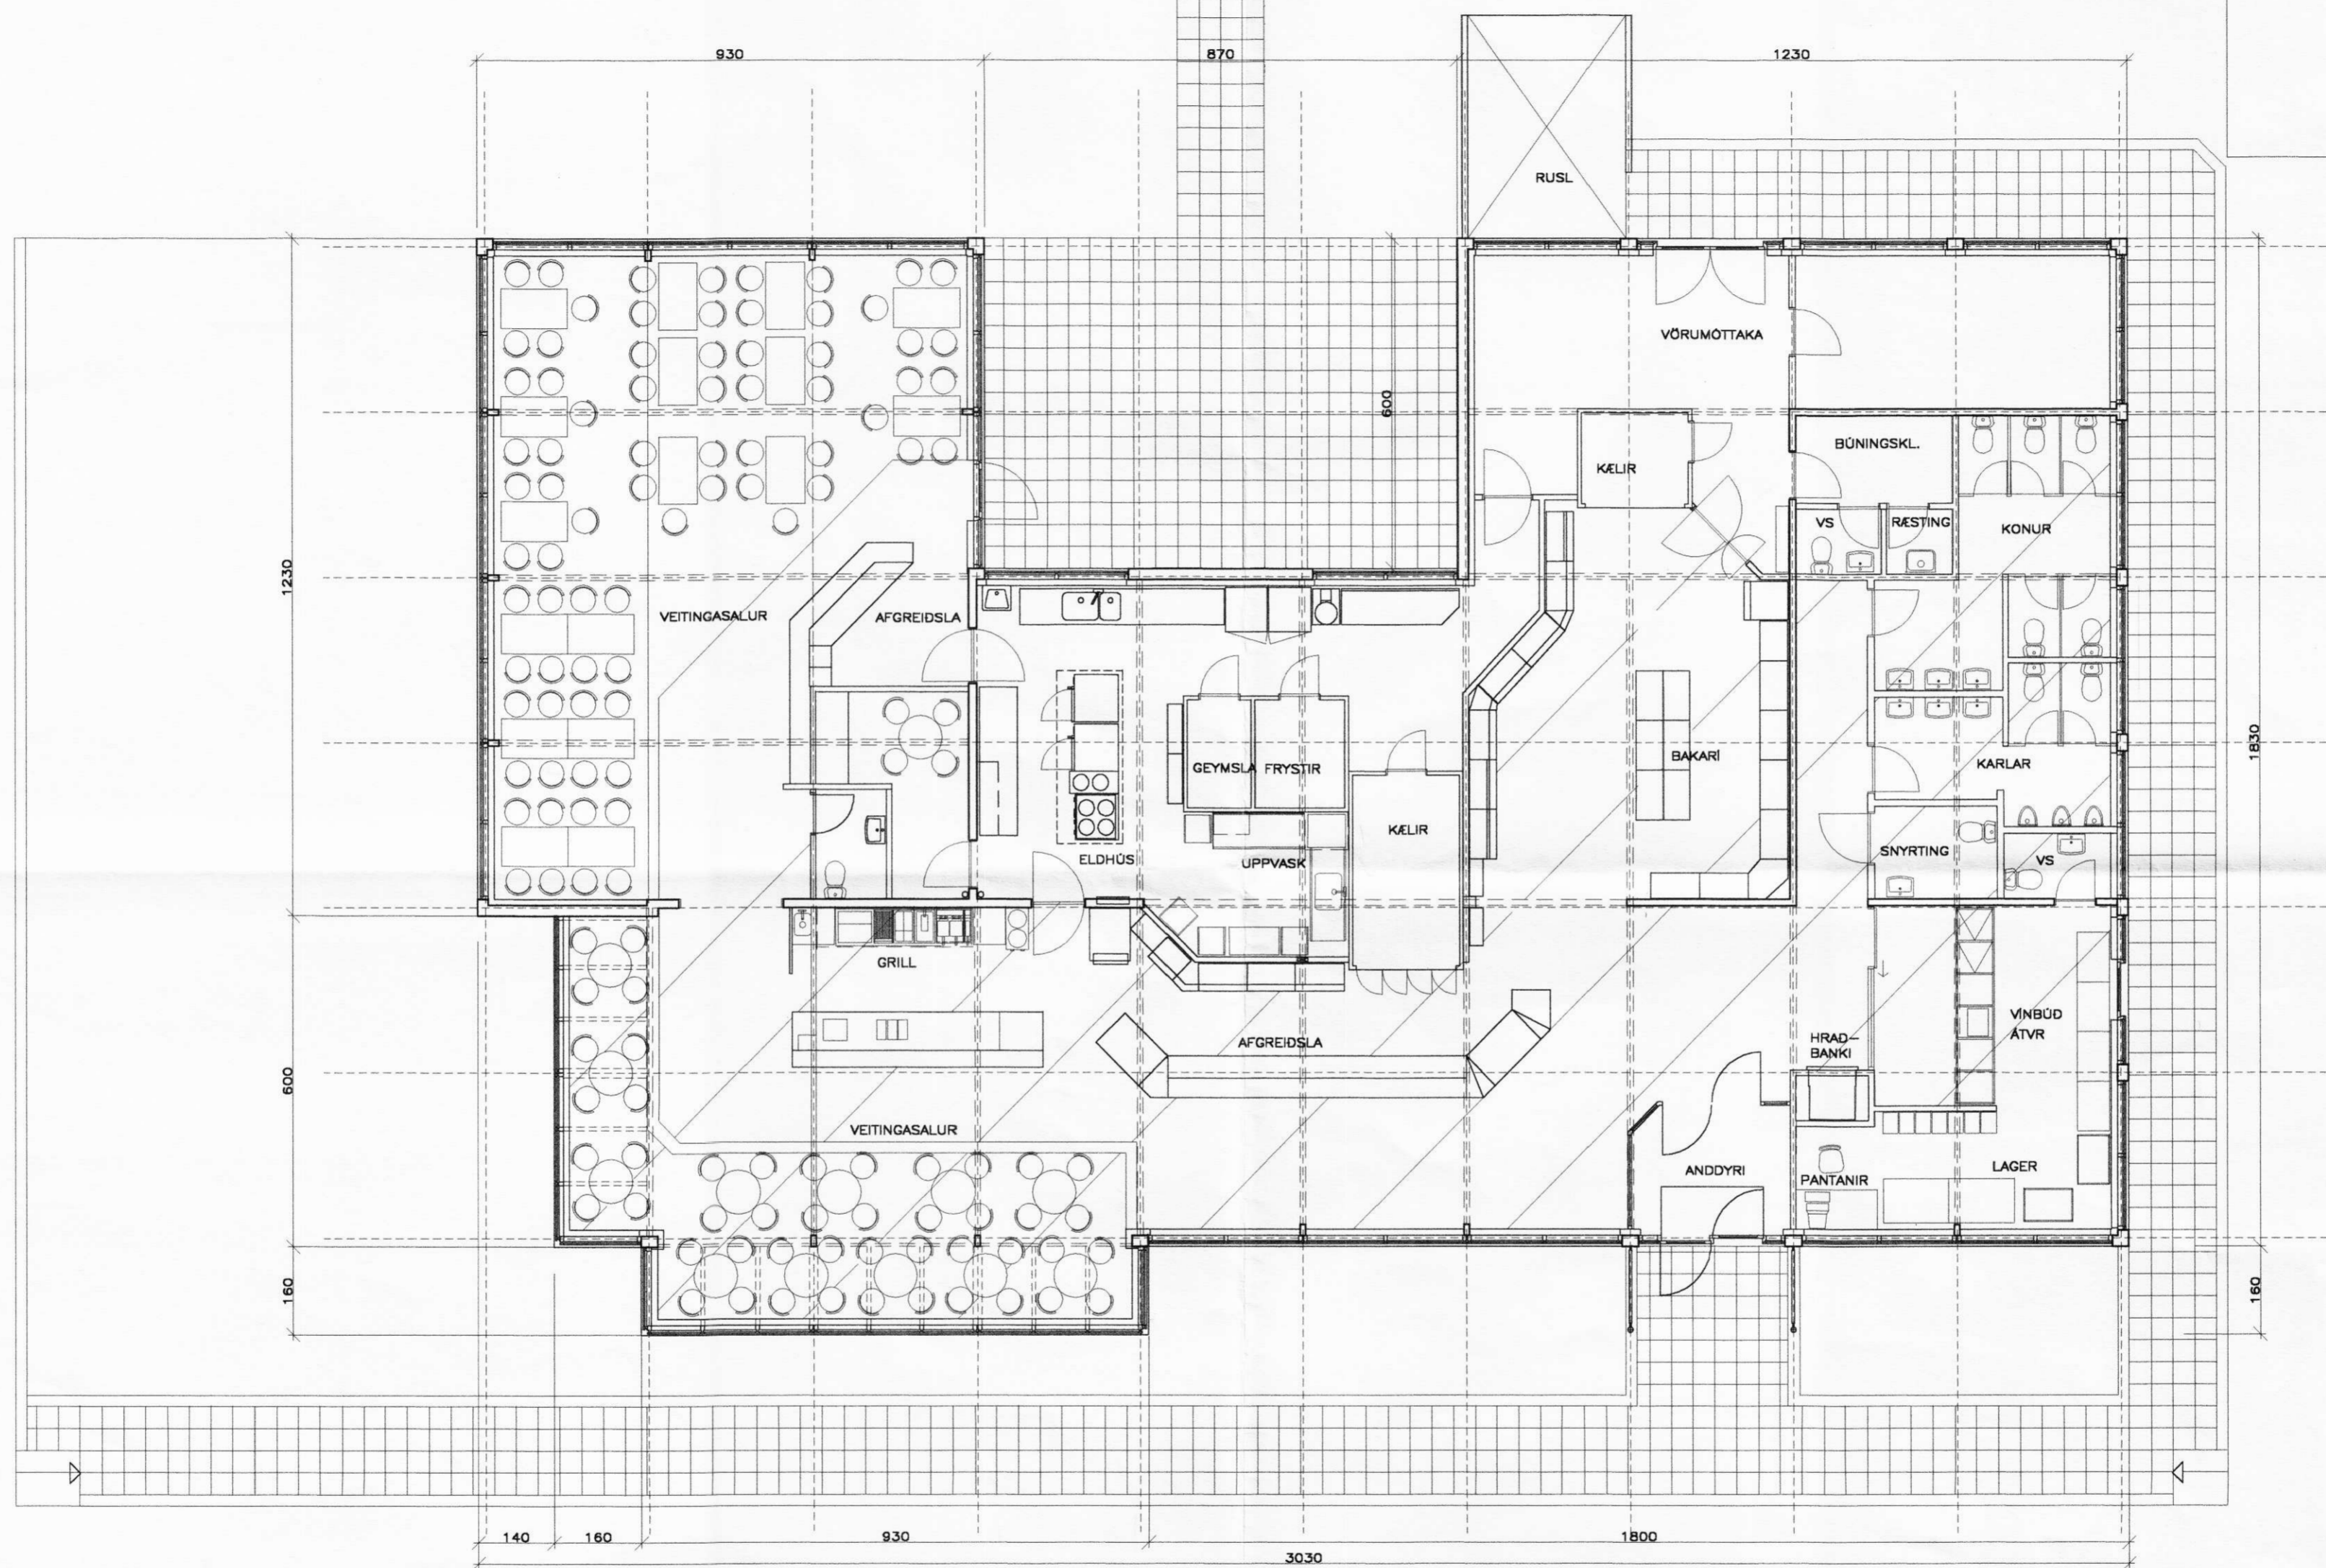 930
870
1230
RUSL
VÖRUMÓTTAKA
600
BÚNINGSKL.
KÆLIR
VS
RÆSTING
KONUR
1230
VEITINGASALUR
AFGREIÐSLA
1830
BAKARÍ
GEYMSLA
FRYSTIR
KARLAR
KÆLIR
SNYRTING
VS
ELDHÚS
UPPVASK
GRILL
VÍNBÚÐ
ÁTVR
HRAÐ-
BANKI
AFGREIÐSLA
600
VEITINGASALUR
ANDDYRI
LAGER
PANTANIR
160
160
140
160
930
1800
3030